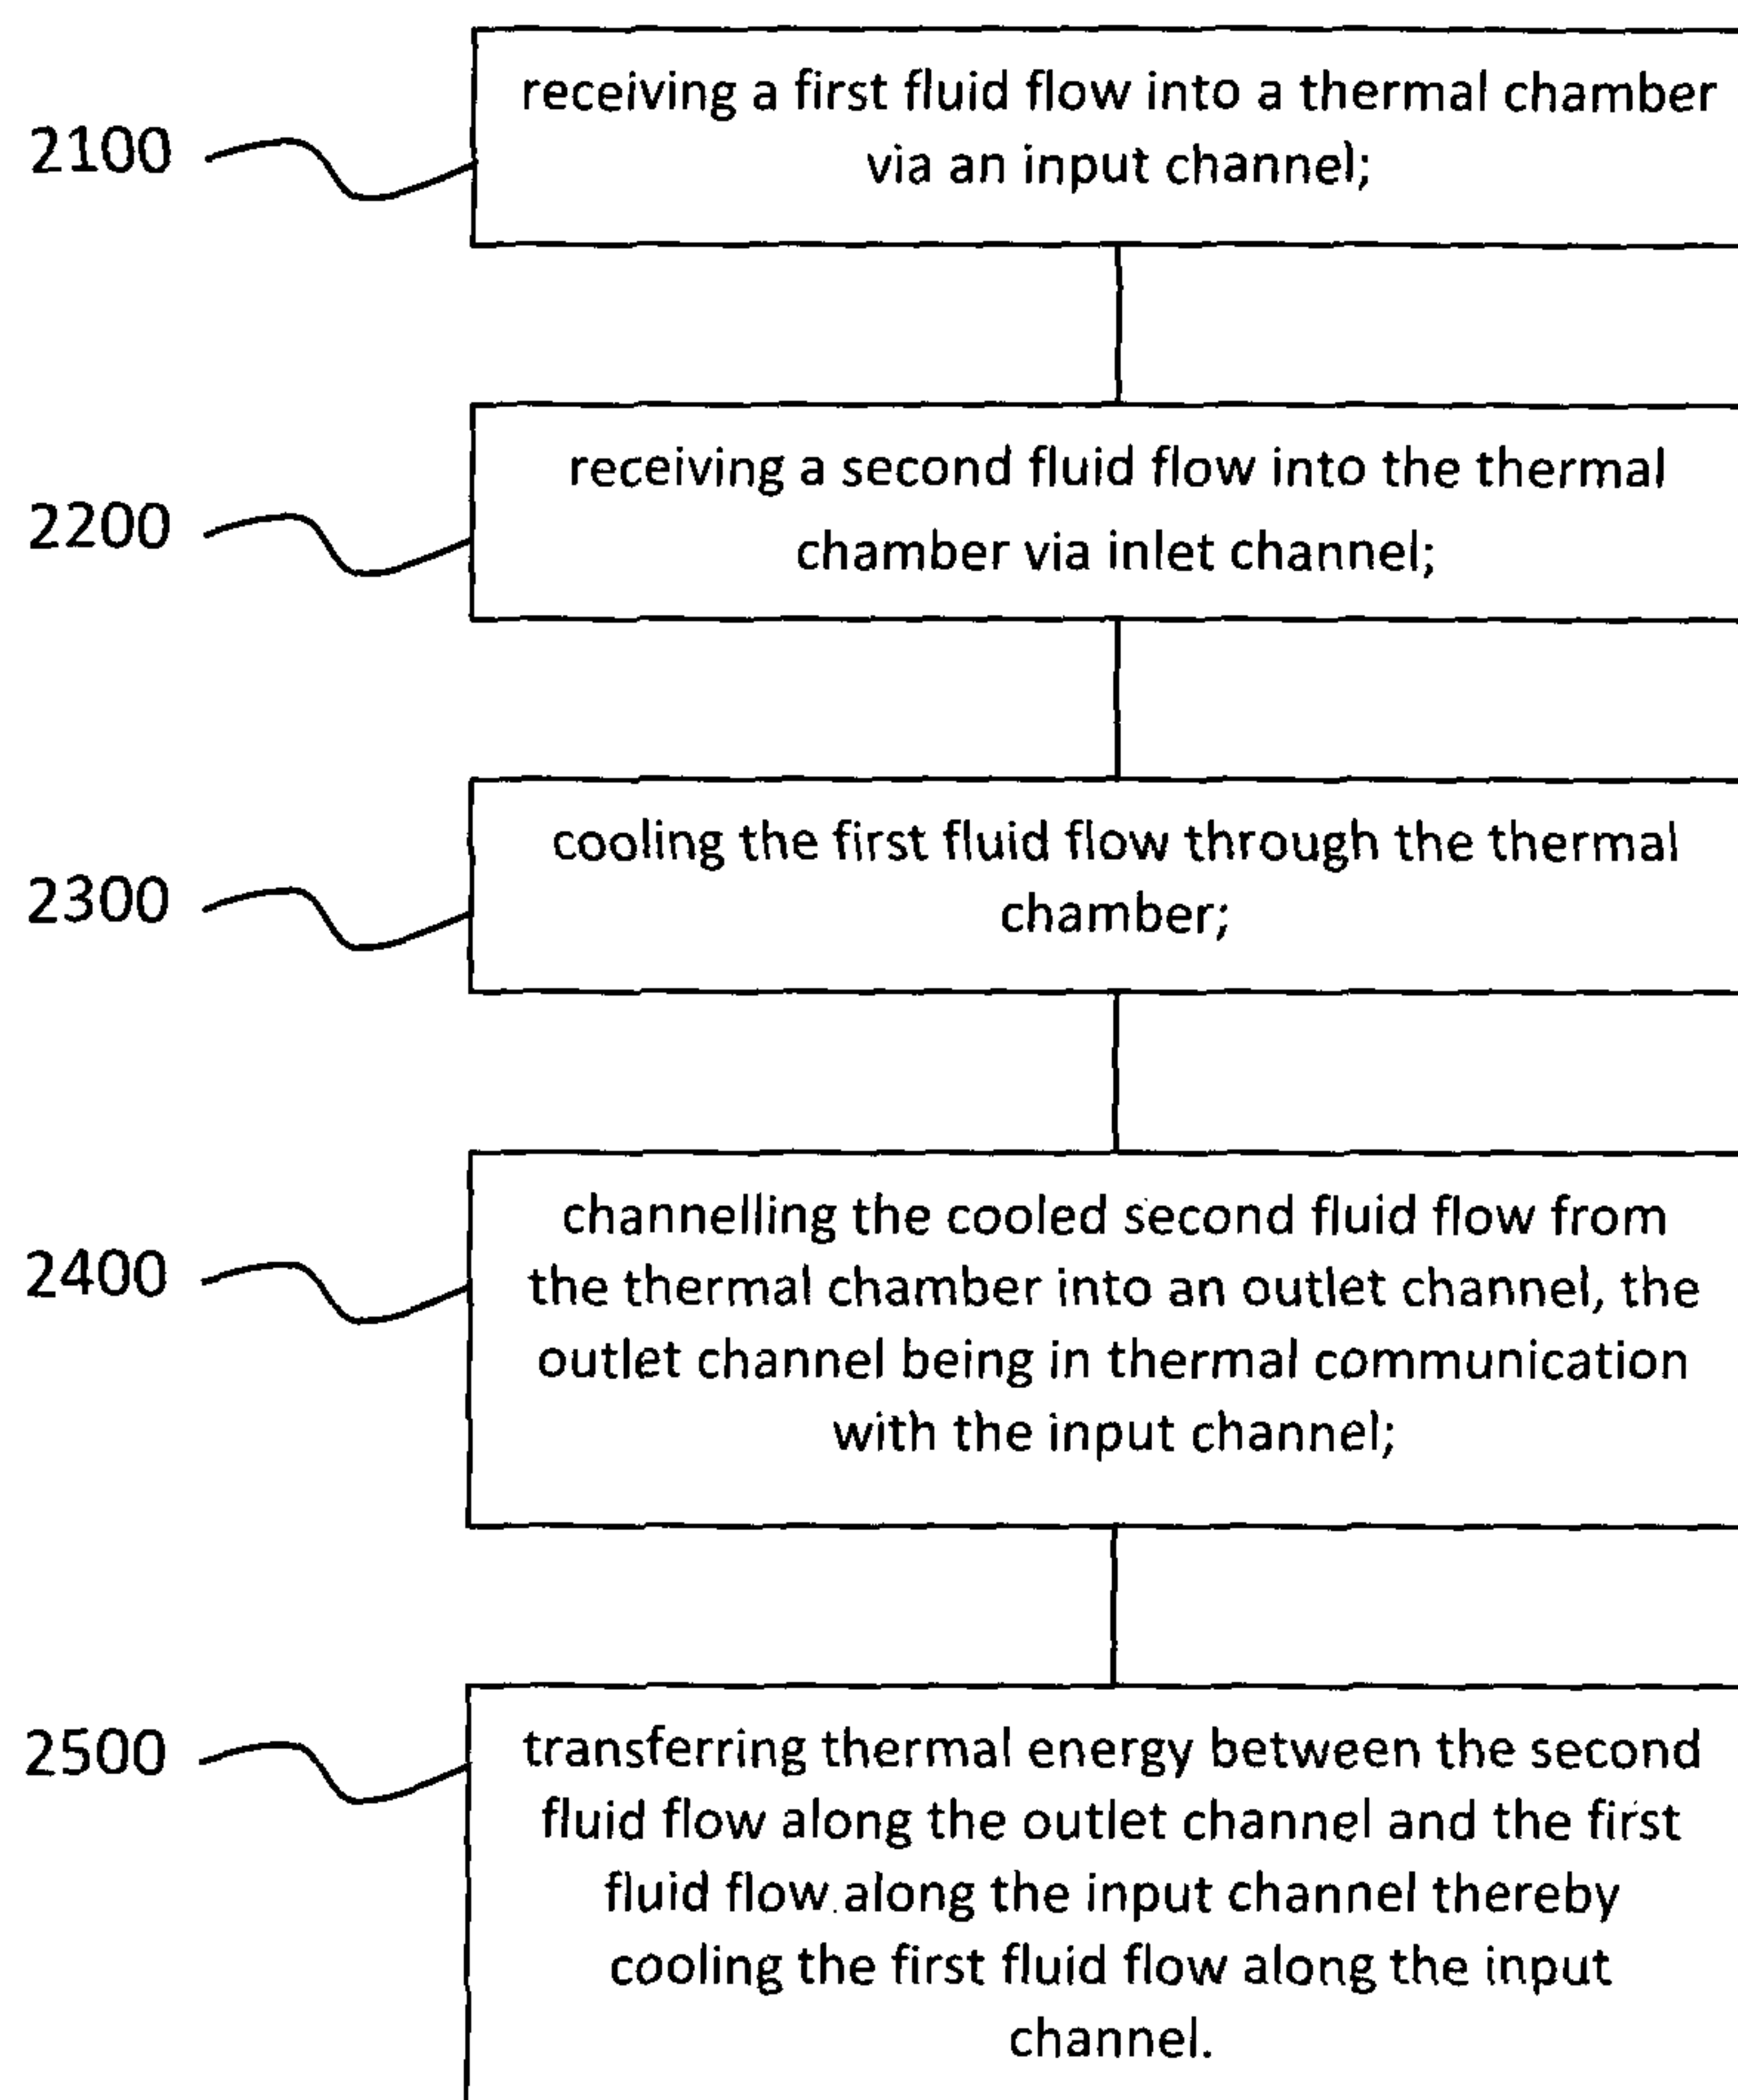 2100
receiving a first fluid flow into a thermal chamber
via an input channel;
2200
receiving a second fluid flow into the thermal
chamber via inlet channel;
2300
cooling the first fluid flow through the thermal
chamber;
2400
channelling the cooled second fluid flow from
the thermal chamber into an outlet channel, the
outlet channel being in thermal communication
with the input channel;
2500
transferring thermal energy between the second
fluid flow along the outlet channel and the first
fluid flow along the input channel thereby
cooling the first fluid flow along the input
channel.